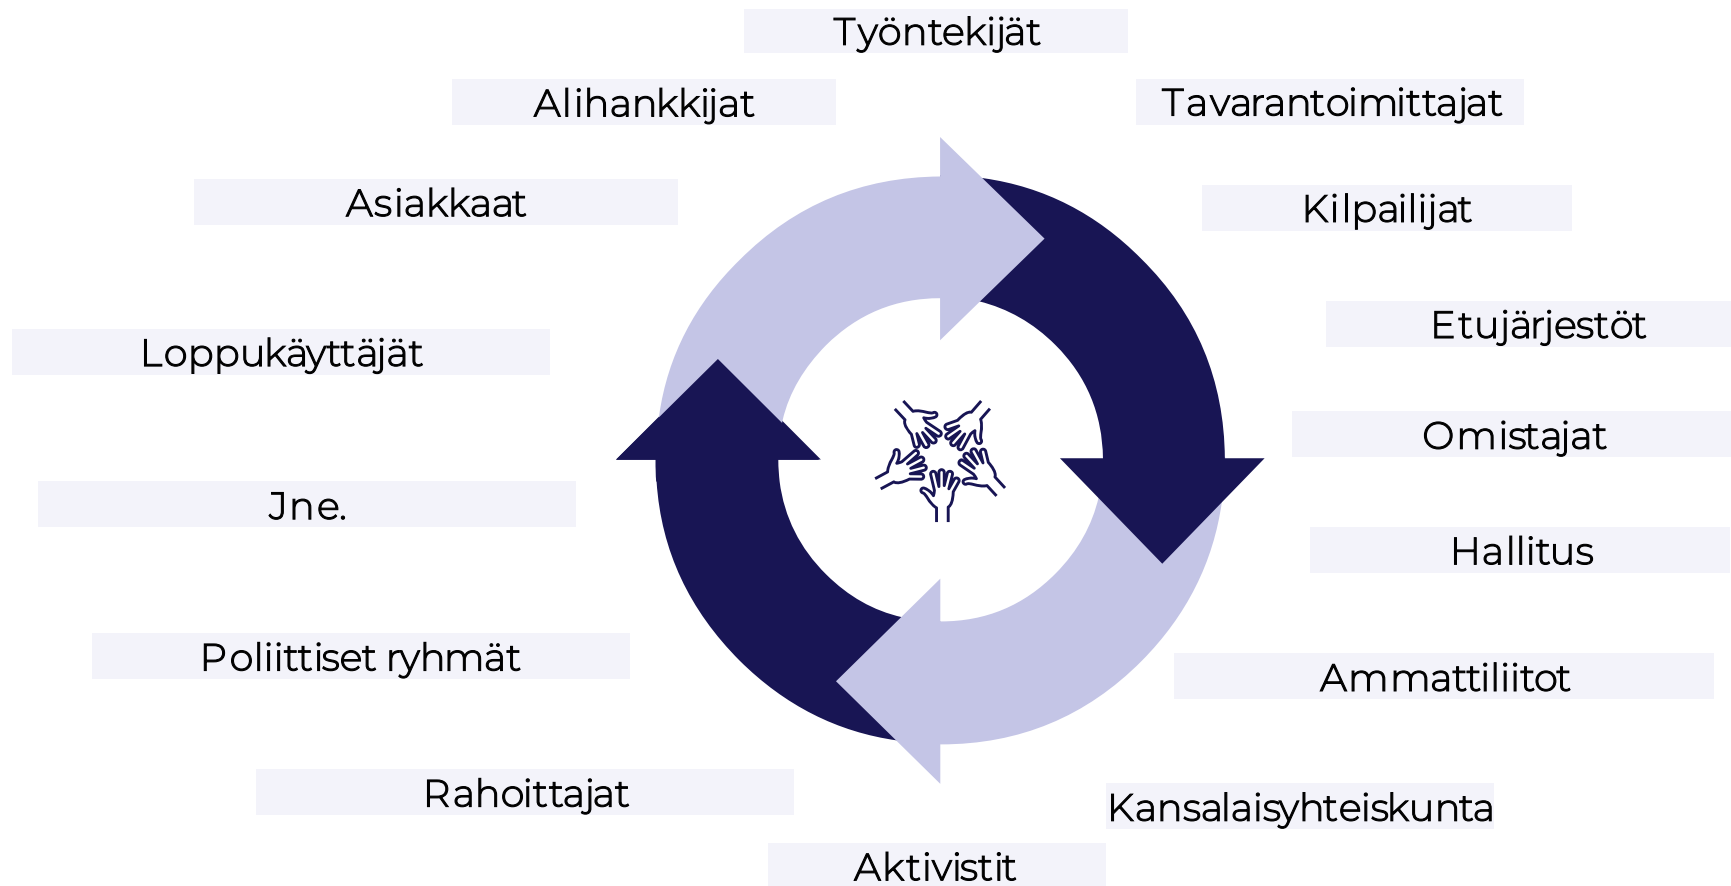 Työntekijät
Alihankkijat
Tavarantoimittajat
Asiakkaat
Kilpailijat
Etujärjestöt
Loppukäyttäjät
Omistajat
Jne.
Hallitus
Poliittiset ryhmät
Ammattiliitot
Rahoittajat
Kansalaisyhteiskunta
Aktivistit